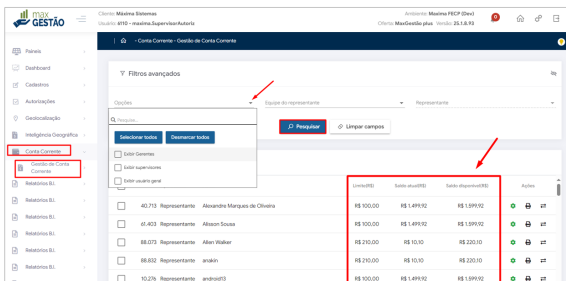 max
GESTÃO
Cliente: Máxima Sistemas
Usuário: 6110 - maxima.SupervisorAutoriz
Ambiente: Maxima FECP (Dev)
Oferta: MaxGestão plus Versão: 25.1.8.93
- Conta Corrente - Gestão de Conta Corrente
Painéis
Dashboard
Cadastros
Autorizações
Geolocalização
Inteligência Geográfica
Conta Corrente
Gestão de Conta Corrente
Relatórios B.I.
Relatórios B.I.
Relatórios B.I.
Relatórios B.I.
Relatórios B.I.
Relatórios B.I.
Filtros avançados
Opções
Equipe do representante
Representante
Pesquise...
Selecionar todos Desmarcar todos
Exibir Gerentes
Exibir supervisores
Exibir usuário geral
Pesquisar
Limpar campos
Limite(R$) Saldo atual(R$) Saldo disponível(R$) Ações
40.713 Representante Alexandre Marques de Oliveira R$ 100,00 R$ 1.499,92 R$ 1.599,92
61.403 Representante Alisson Sousa R$ 100,00 R$ 1.499,92 R$ 1.599,92
88.073 Representante Allen Walker R$ 210,00 R$ 10,10 R$ 220,10
88.832 Representante anakin R$ 210,00 R$ 10,10 R$ 220,10
10.276 Representante android13 R$ 100,00 R$ 1.499,92 R$ 1.599,92